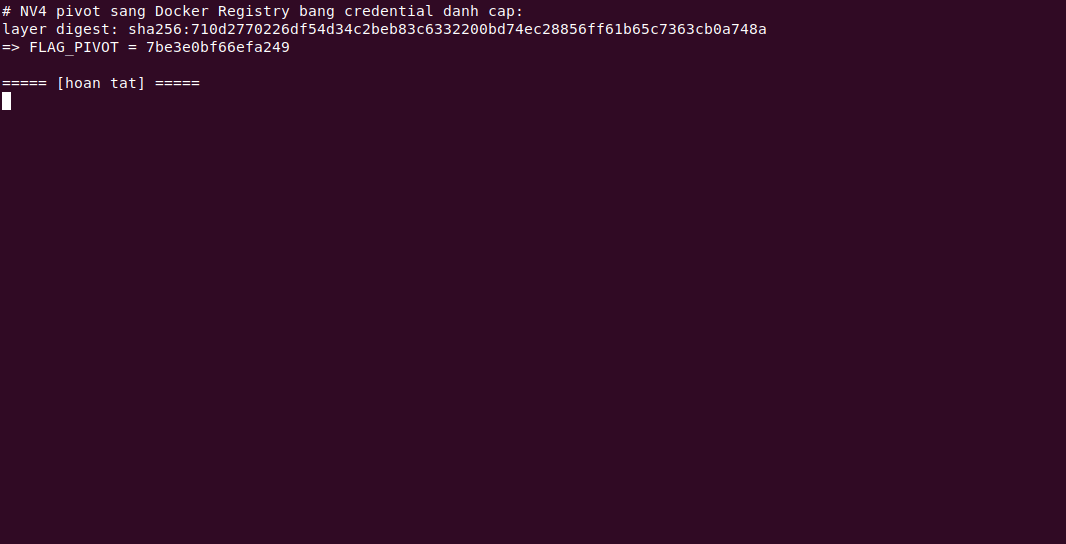 # NV4 pivot sang Docker Registry bang credential danh cap:
layer digest: sha256:710d2770226df54d34c2beb83c6332200bd74ec28856ff61b65c7363cb0a748a
=> FLAG_PIVOT = 7be3e0bf66efa249
===== [hoan tat] =====